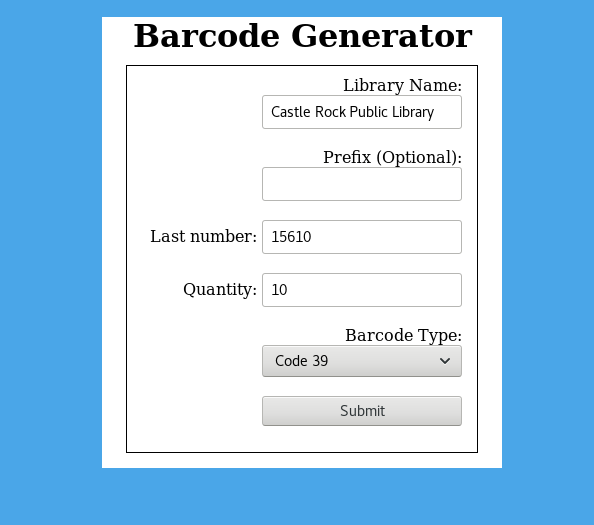 Barcode Generator
Library Name:
Castle Rock Public Library
Prefix (Optional):
Last number: 15610
Quantity: 10
Barcode Type:
Code 39
Submit